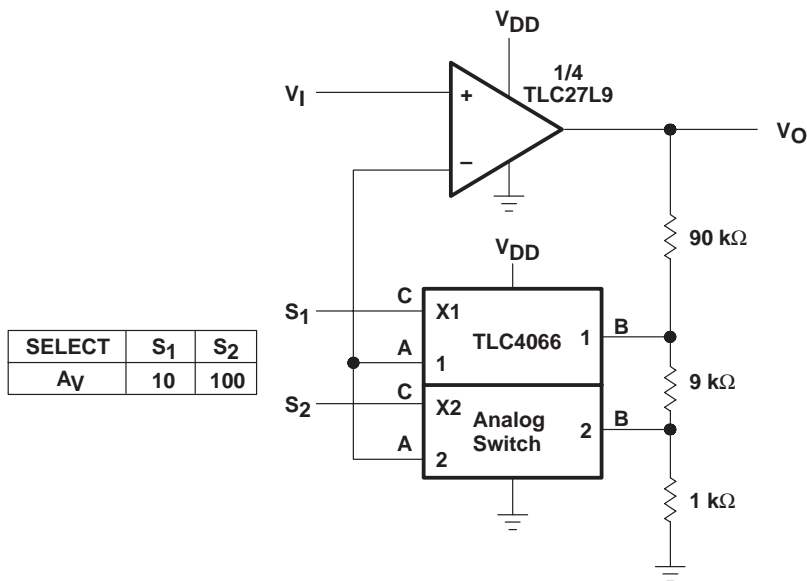 VDD
1/4
TLC27L9
VI
+
−
VO
90 kΩ
VDD
S1
C
X1
TLC4066
1
B
A
1
9 kΩ
S2
C
X2
Analog
Switch
2
B
A
2
1 kΩ
SELECT S1 S2
AV 10 100